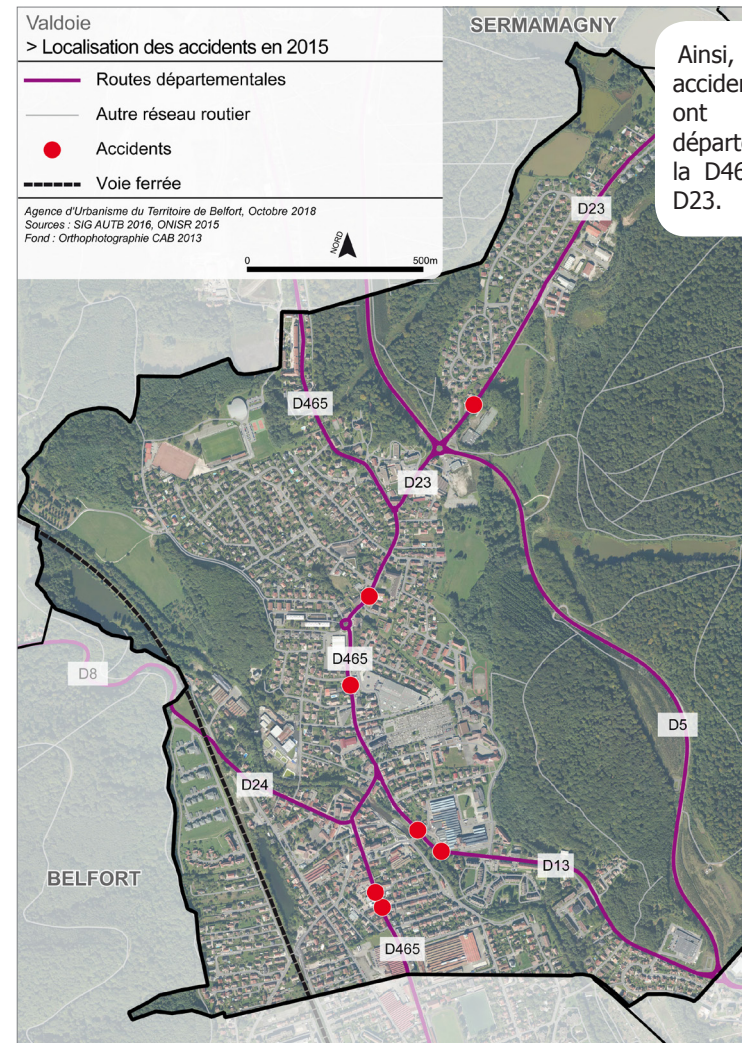 Valdoie
> Localisation des accidents en 2015
Routes départementales
Autre réseau routier
Accidents
Voie ferrée
Agence d'Urbanisme du Territoire de Belfort, Octobre 2018
Sources : SIG AUTB 2016, ONISR 2015
Fond : Orthophotographie CAB 2013
NORD
0
500m
SERMAMAGNY
Ainsi,
acciden
ont
départe
la D46
D23.
D23
D465
D23
D465
D8
D5
D24
D13
BELFORT
D465